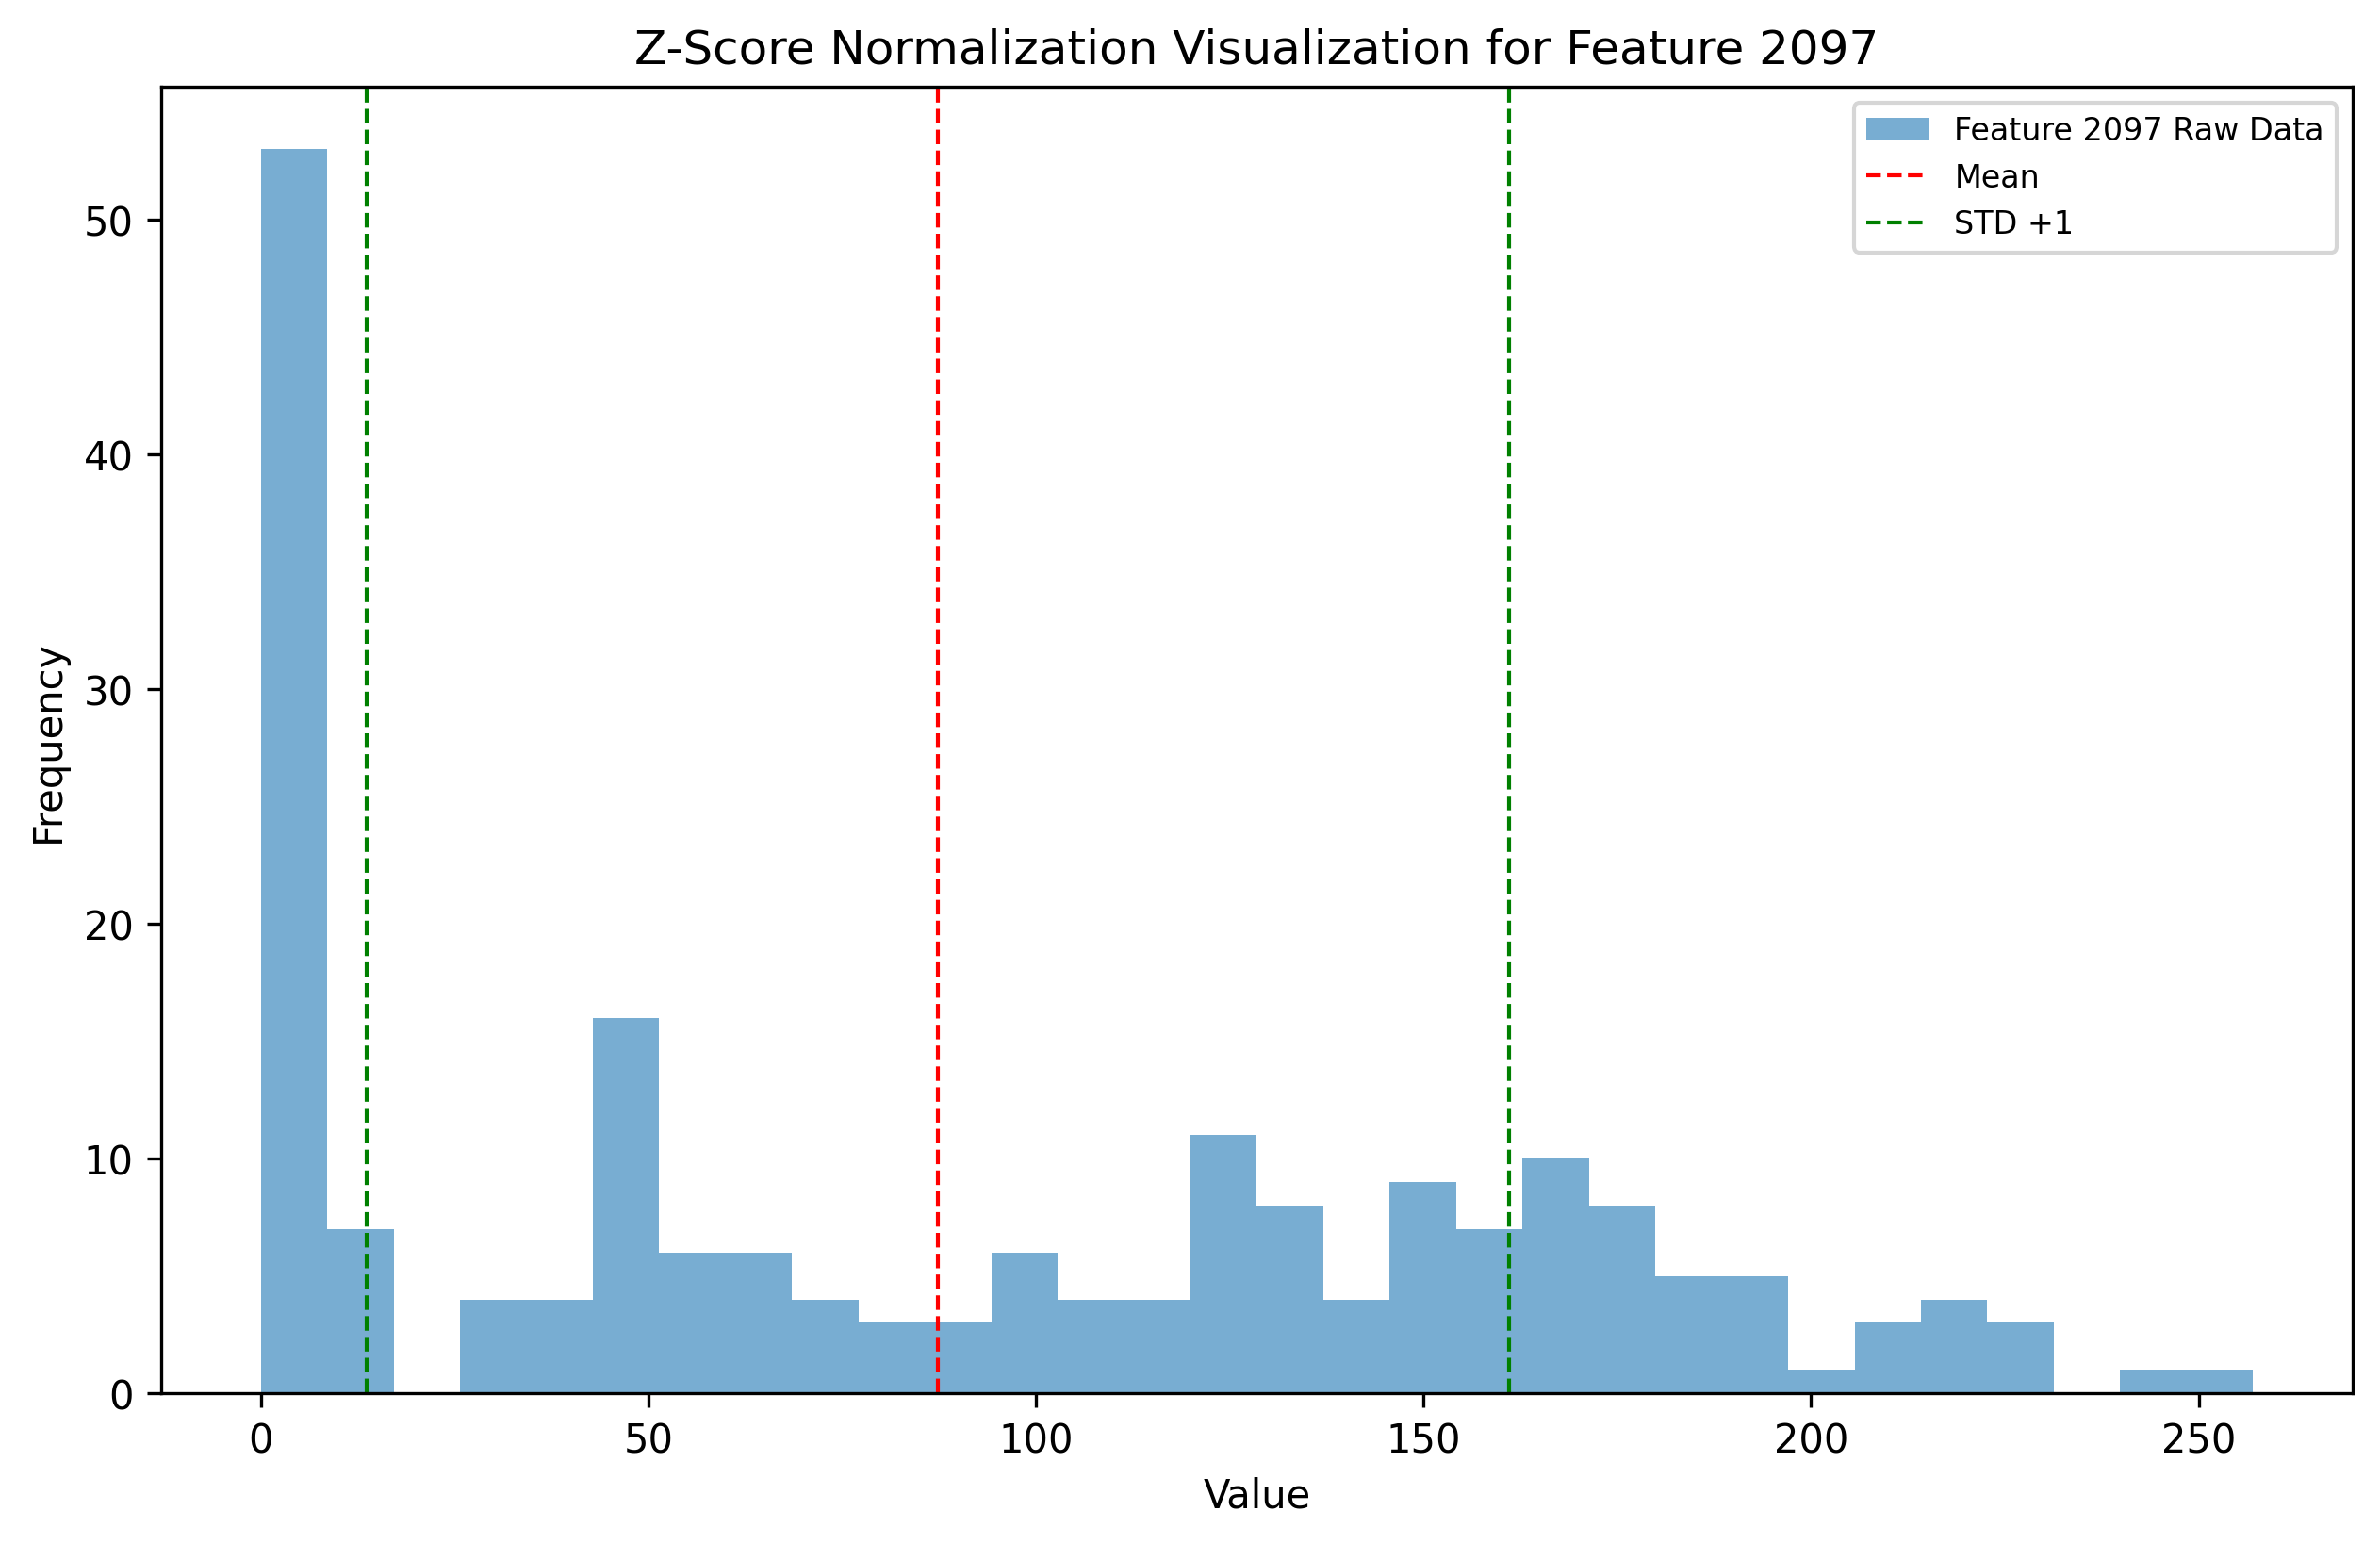 Z-Score Normalization Visualization for Feature 2097
Feature 2097 Raw Data
Mean
STD +1
50
40
30
20
10
0
Frequency
0 50 100 150 200 250
Value